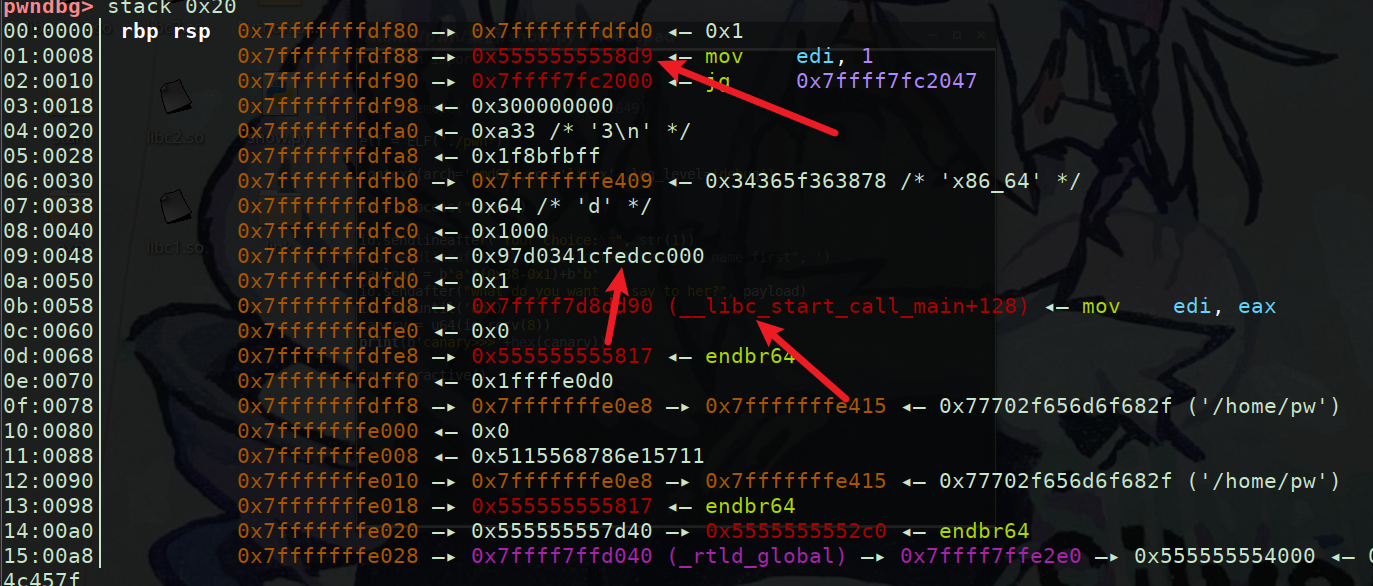 pwndbg> stack 0x20
00:0000│ rbp rsp 0x7fffffffdf80 —▸ 0x7fffffffdfd0 ◂— 0x1
01:0008│ 0x7fffffffdf88 —▸ 0x5555555558d9 ◂— mov edi, 1
02:0010│ 0x7fffffffdf90 —▸ 0x7ffff7fc2000 ◂— jg 0x7ffff7fc2047
03:0018│ 0x7fffffffdf98 ◂— 0x300000000
04:0020│ 0x7fffffffdfa0 ◂— 0xa33 /* '3\n' */
05:0028│ 0x7fffffffdfa8 ◂— 0x1f8bfbff
06:0030│ 0x7fffffffdfb0 —▸ 0x7fffffffe409 ◂— 0x34365f363878 /* 'x86_64' */
07:0038│ 0x7fffffffdfb8 ◂— 0x64 /* 'd' */
08:0040│ 0x7fffffffdfc0 ◂— 0x1000
09:0048│ 0x7fffffffdfc8 ◂— 0x97d0341cfedcc000
0a:0050│ 0x7fffffffdfd0 ◂— 0x1
0b:0058│ 0x7fffffffdfd8 —▸ 0x7ffff7d8dd90 (__libc_start_call_main+128) ◂— mov edi, eax
0c:0060│ 0x7fffffffdfe0 ◂— 0x0
0d:0068│ 0x7fffffffdfe8 —▸ 0x555555555817 ◂— endbr64
0e:0070│ 0x7fffffffdff0 ◂— 0x1ffffe0d0
0f:0078│ 0x7fffffffdff8 —▸ 0x7fffffffe0e8 —▸ 0x7fffffffe415 ◂— 0x77702f656d6f682f ('/home/pw')
10:0080│ 0x7fffffffe000 ◂— 0x0
11:0088│ 0x7fffffffe008 ◂— 0x5115568786e15711
12:0090│ 0x7fffffffe010 —▸ 0x7fffffffe0e8 —▸ 0x7fffffffe415 ◂— 0x77702f656d6f682f ('/home/pw')
13:0098│ 0x7fffffffe018 —▸ 0x555555555817 ◂— endbr64
14:00a0│ 0x7fffffffe020 —▸ 0x555555557d40 —▸ 0x5555555552c0 ◂— endbr64
15:00a8│ 0x7fffffffe028 —▸ 0x7ffff7ffd040 (_rtld_global) —▸ 0x7ffff7ffe2e0 —▸ 0x555555554000 ◂—
4c457f
libc2.so
libc1.so